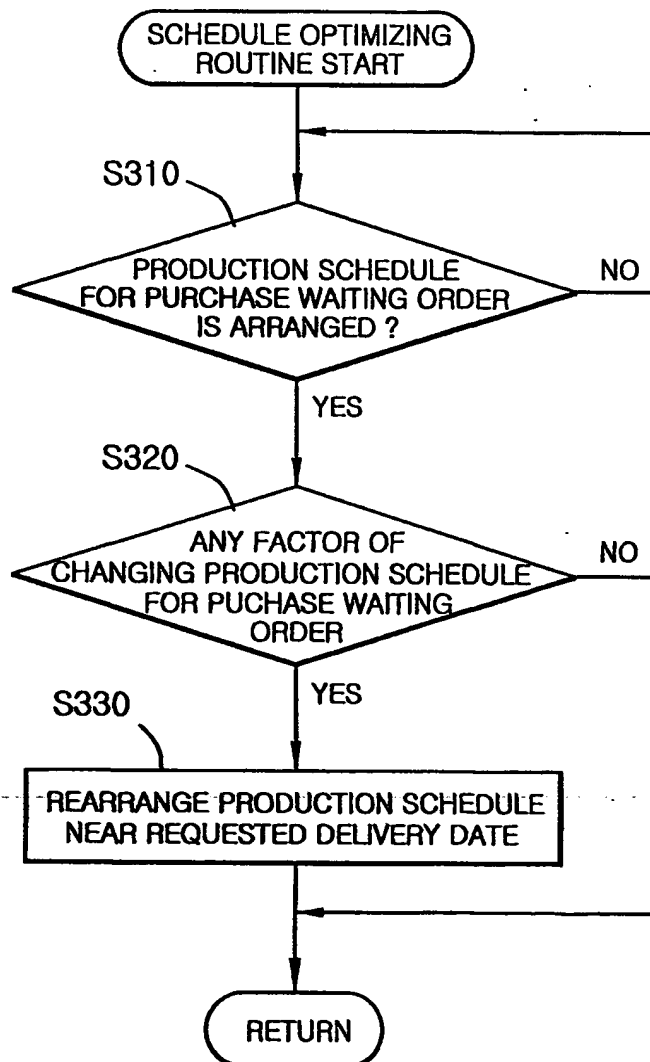 SCHEDULE OPTIMIZING
ROUTINE START
S310
PRODUCTION SCHEDULE
FOR PURCHASE WAITING ORDER
IS ARRANGED ?
NO
YES
S320
ANY FACTOR OF
CHANGING PRODUCTION SCHEDULE
FOR PUCHASE WAITING
ORDER
NO
YES
S330
REARRANGE PRODUCTION SCHEDULE
NEAR REQUESTED DELIVERY DATE
RETURN